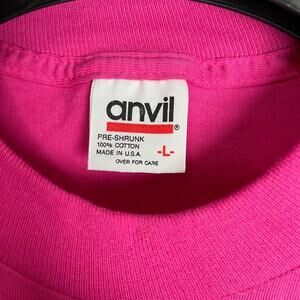 anvil®
PRE-SHRUNK
100% COTTON
MADE IN U.S.A. -L-
OVER FOR CARE